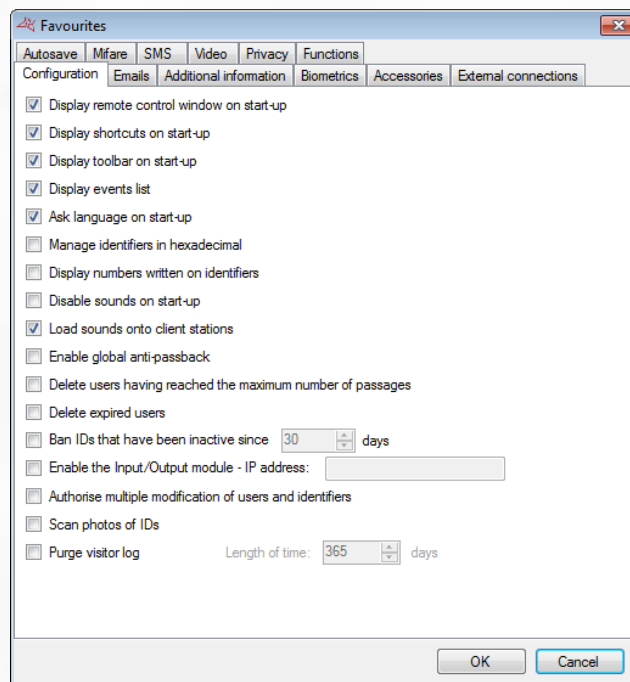 Favourites
Autosave Mifare SMS Video Privacy Functions
Configuration Emails Additional information Biometrics Accessories External connections
Display remote control window on start-up
Display shortcuts on start-up
Display toolbar on start-up
Display events list
Ask language on start-up
Manage identifiers in hexadecimal
Display numbers written on identifiers
Disable sounds on start-up
Load sounds onto client stations
Enable global anti-passback
Delete users having reached the maximum number of passages
Delete expired users
Ban IDs that have been inactive since 30 days
Enable the Input/Output module - IP address:
Authorise multiple modification of users and identifiers
Scan photos of IDs
Purge visitor log Length of time: 365 days
OK Cancel